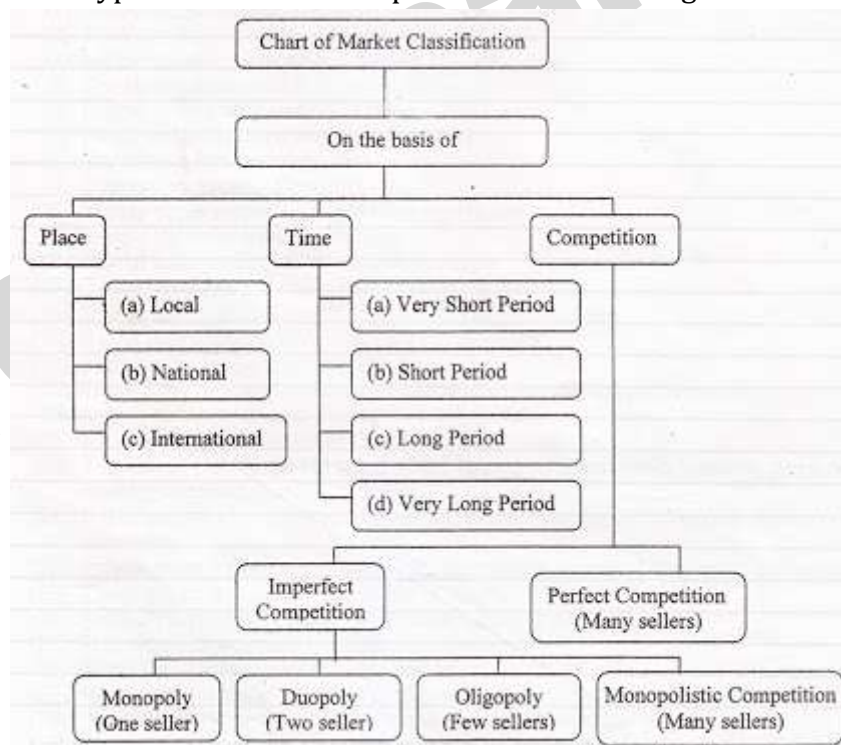 Chart of Market Classification
On the basis of
Place
Time
Competition
(a) Local
(b) National
(c) International
(a) Very Short Period
(b) Short Period
(c) Long Period
(d) Very Long Period
Imperfect
Competition
Perfect Competition
(Many sellers)
Monopoly
(One seller)
Duopoly
(Two seller)
Oligopoly
(Few sellers)
Monopolistic Competition
(Many sellers)